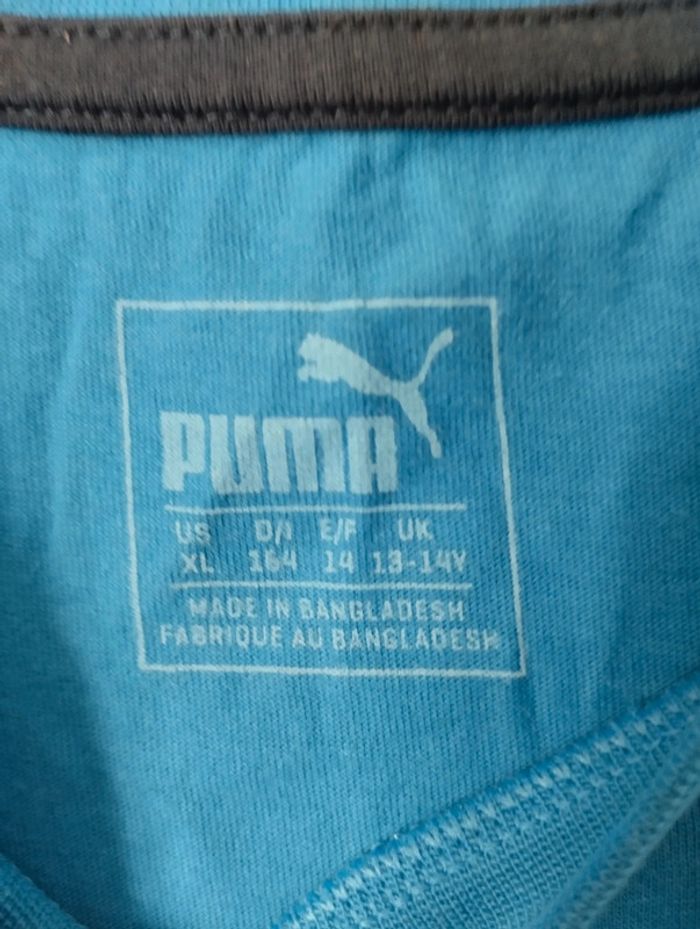 PUMA
US D/I E/F UK
XL 164 14 13-14Y
MADE IN BANGLADESH
FABRIQUE AU BANGLADESH